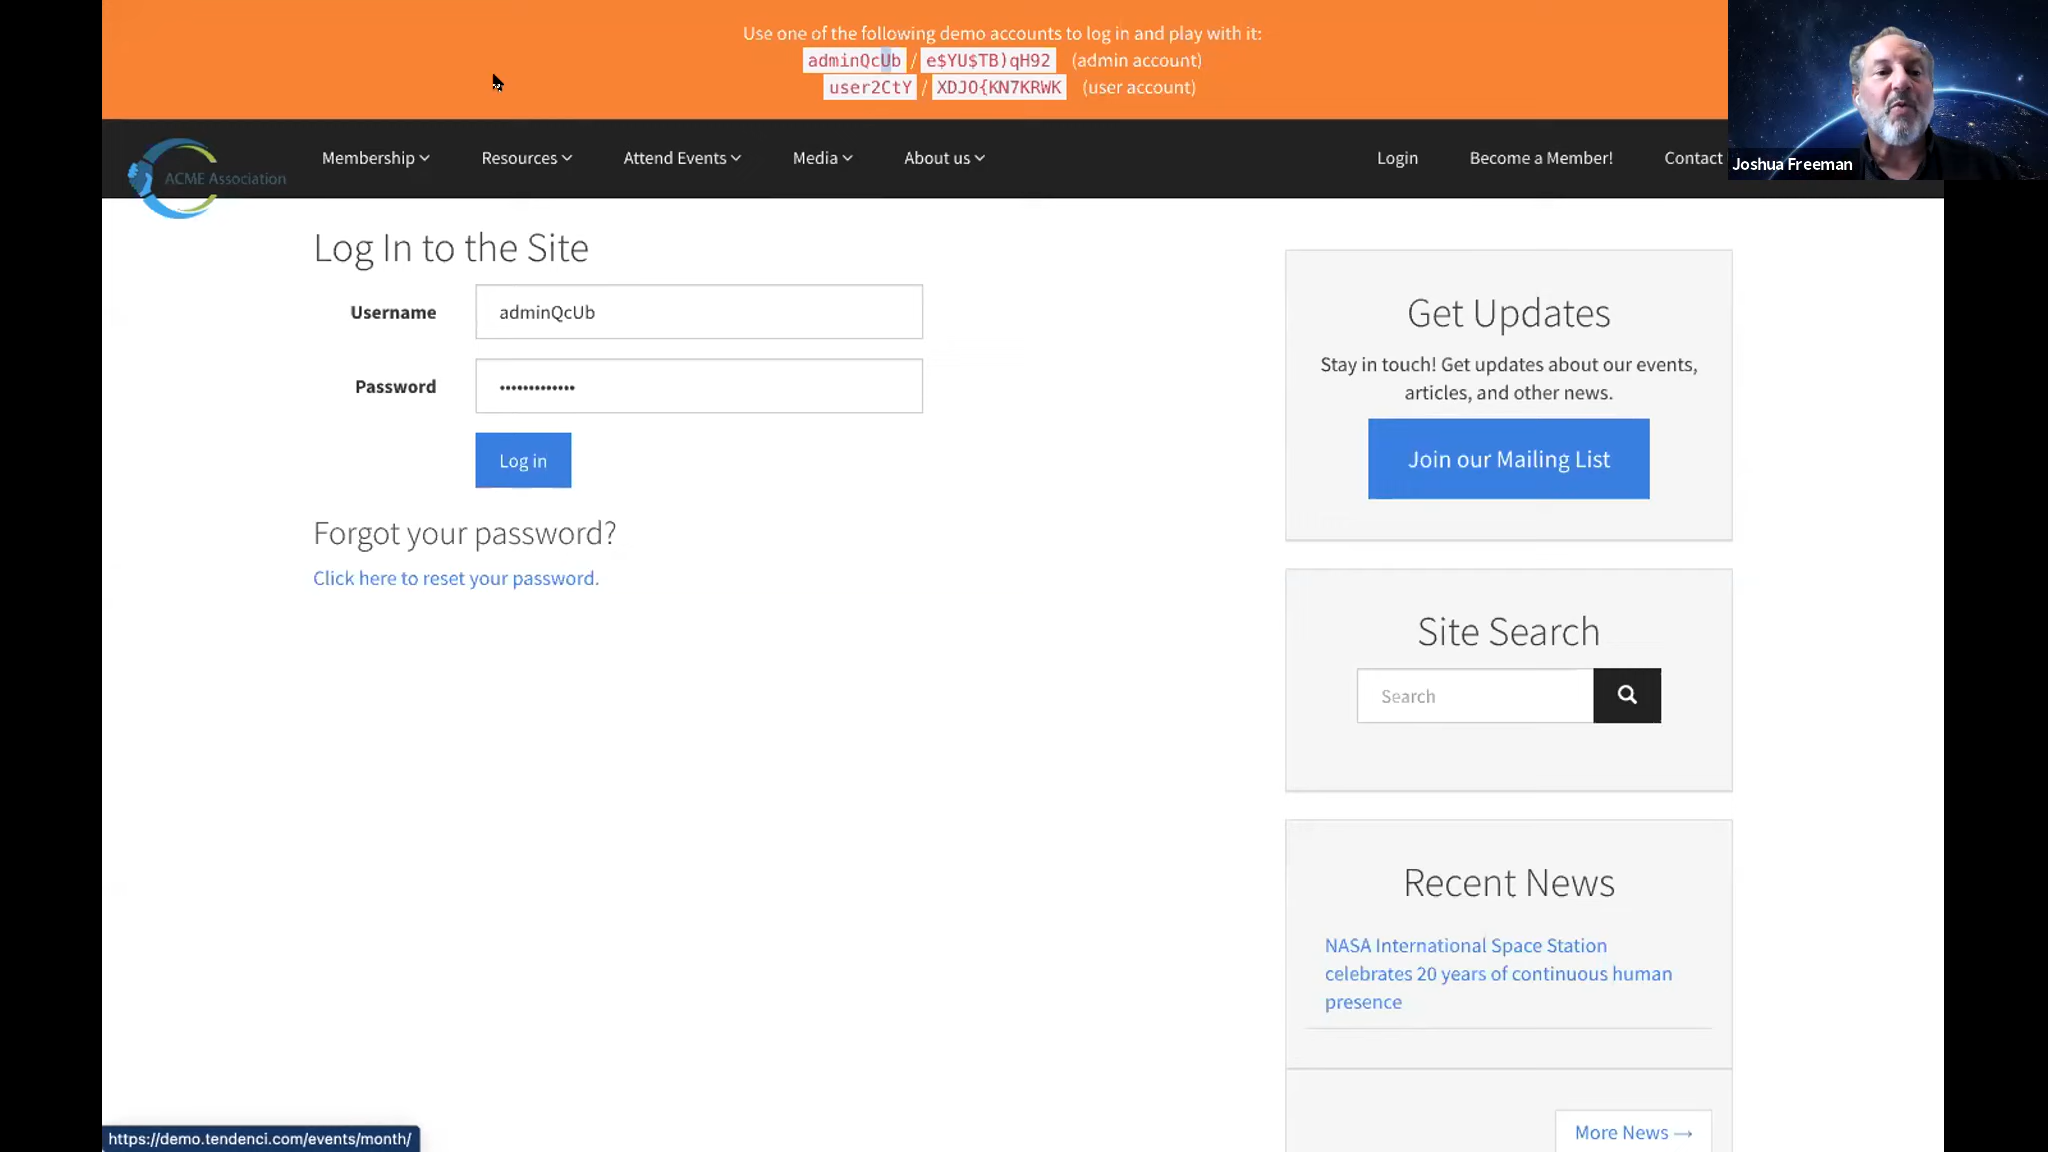 Use one of the following demo accounts to log in and play with it:
adminQcUb / e$YU$TB)qH92 (admin account)
user2CtY / XDJO{KN7KRWK (user account)
Joshua Freeman
ACME Association
Membership
Resources
Attend Events
Media
About us
Login
Become a Member!
Contact
Log In to the Site
Username
adminQcUb
Password
•••••••••••••
Log in
Forgot your password?
Click here to reset your password.
Get Updates
Stay in touch! Get updates about our events,
articles, and other news.
Join our Mailing List
Site Search
Search
Recent News
NASA International Space Station
celebrates 20 years of continuous human
presence
More News →
https://demo.tendenci.com/events/month/